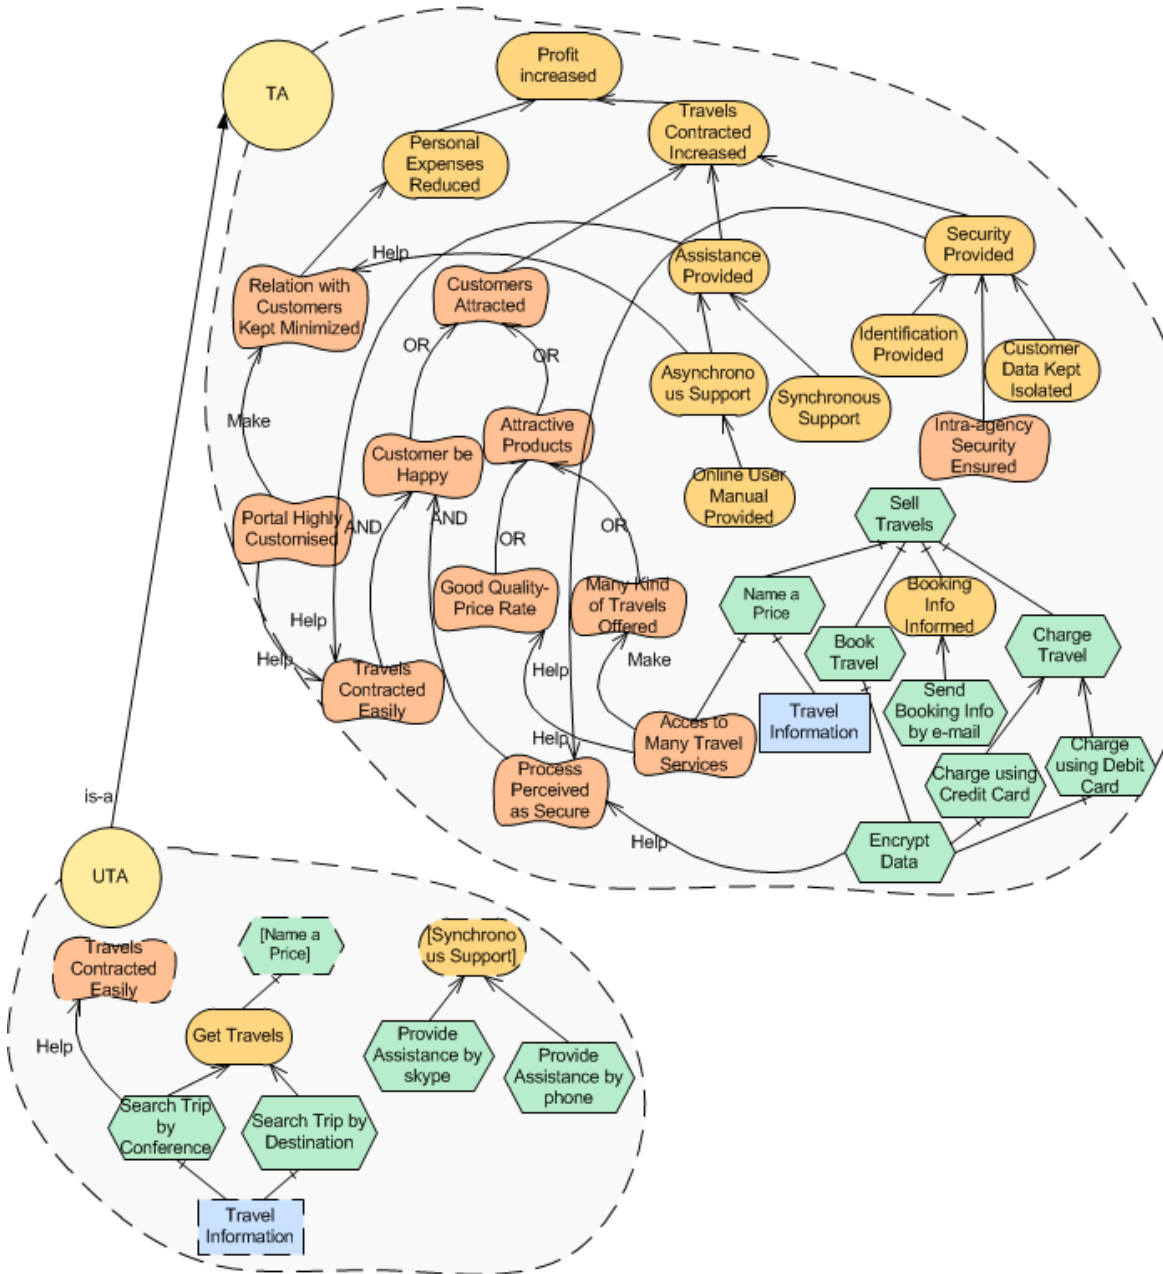 TA
Profit
increased
Travels
Contracted
Increased
Personal
Expenses
Reduced
Help
Relation with
Customers
Kept Minimized
Customers
Attracted
Assistance
Provided
Security
Provided
OR
OR
Identification
Provided
Customer
Data Kept
Isolated
Asynchrono
us Support
Synchronous
Support
Make
Attractive
Products
Intra-agency
Security
Ensured
Customer be
Happy
Online User
Manual
Provided
Portal Highly
Customised
AND
AND
OR
OR
Sell
Travels
Good Quality-
Price Rate
Many Kind
of Travels
Offered
Name a
Price
Booking
Info
Informed
Help
Book
Travel
Charge
Travel
Help
Travels
Contracted
Easily
Help
Make
Travel
Information
Send
Booking Info
by e-mail
Help
Acces to
Many Travel
Services
Process
Perceived
as Secure
Charge using
Credit Card
Charge
using Debit
Card
Help
Encrypt
Data
is-a
UTA
Travels
Contracted
Easily
[Name a
Price]
[Synchrono
us Support]
Help
Get Travels
Provide
Assistance by
skype
Provide
Assistance by
phone
Search Trip
by
Conference
Search Trip by
Destination
Travel
Information